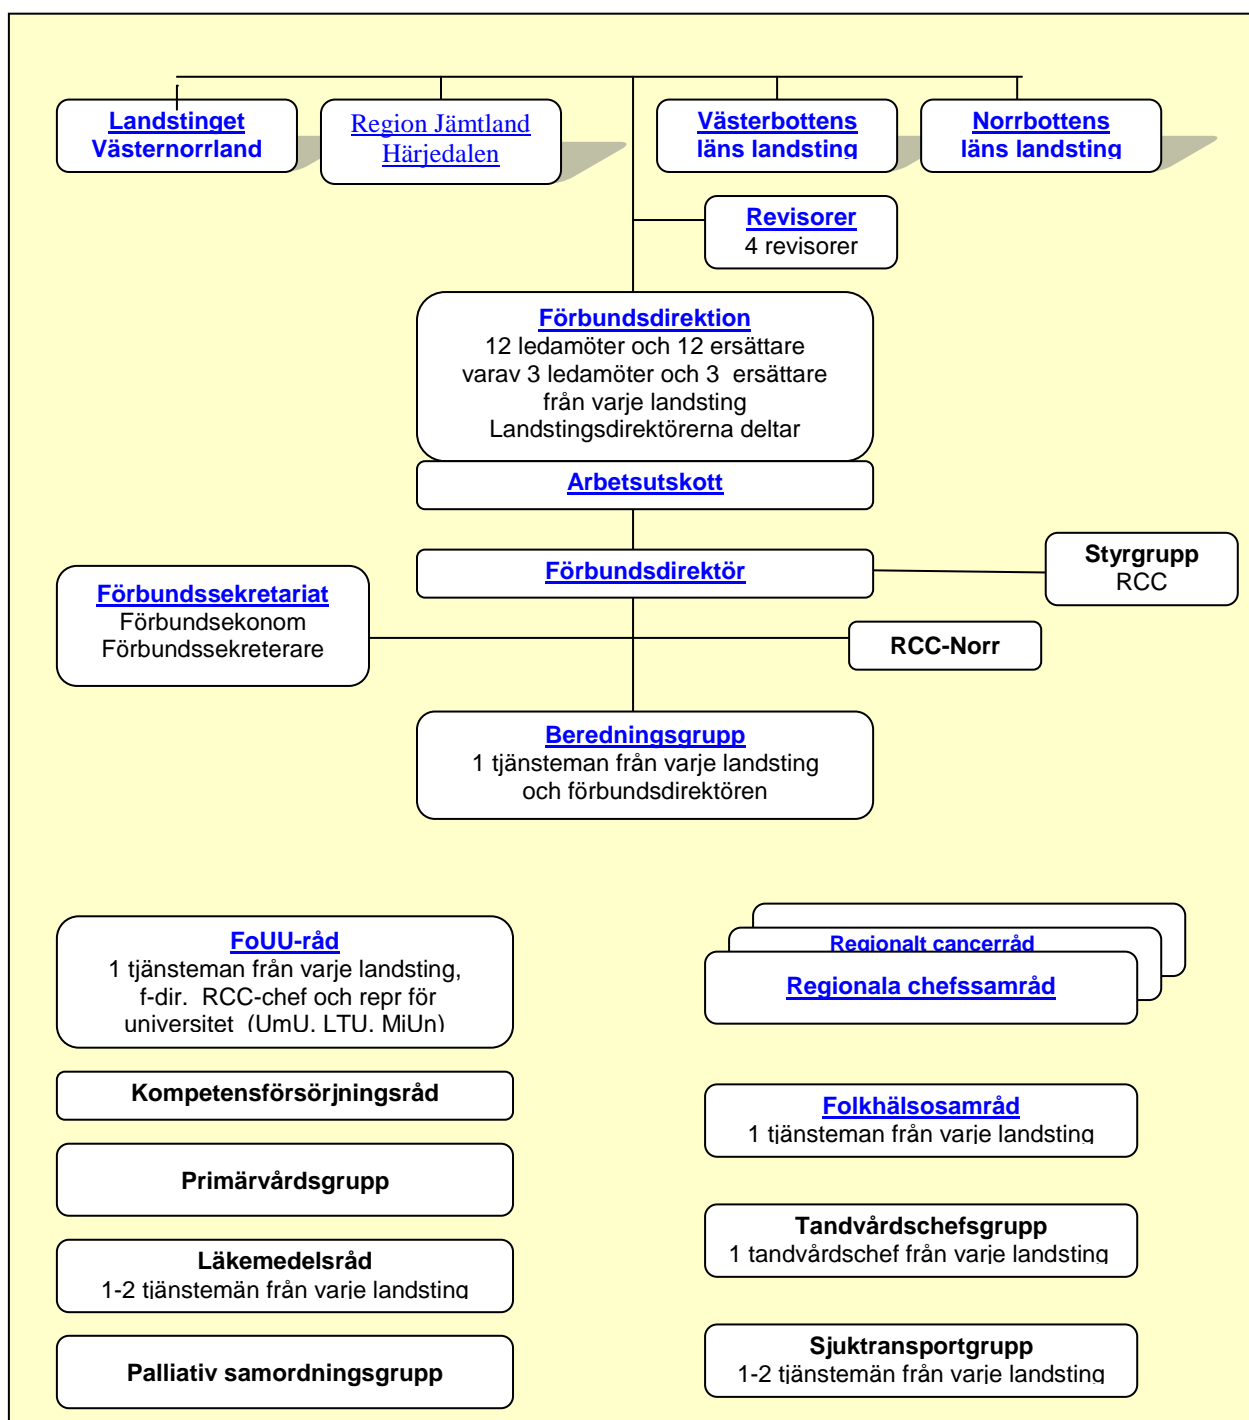 Landstinget
Västernorrland
Region Jämtland
Härjedalen
Västerbottens
läns landsting
Norrbottens
läns landsting
Revisorer
4 revisorer
Förbundsdirektion
12 ledamöter och 12 ersättare
varav 3 ledamöter och 3 ersättare
från varje landsting
Landstingsdirektörerna deltar
Arbetsutskott
Förbundsdirektör
Styrgrupp
RCC
Förbundssekretariat
Förbundsekonom
Förbundssekreterare
RCC-Norr
Beredningsgrupp
1 tjänsteman från varje landsting
och förbundsdirektören
FoUU-råd
1 tjänsteman från varje landsting,
f-dir. RCC-chef och repr för
universitet (UmU. LTU. MiUn)
Regionalt cancerråd
Regionala chefssamråd
Kompetensförsörjningsråd
Folkhälsosamråd
1 tjänsteman från varje landsting
Primärvårdsgrupp
Tandvårdschefsgrupp
1 tandvårdschef från varje landsting
Läkemedelsråd
1-2 tjänstemän från varje landsting
Sjuktransportgrupp
1-2 tjänstemän från varje landsting
Palliativ samordningsgrupp